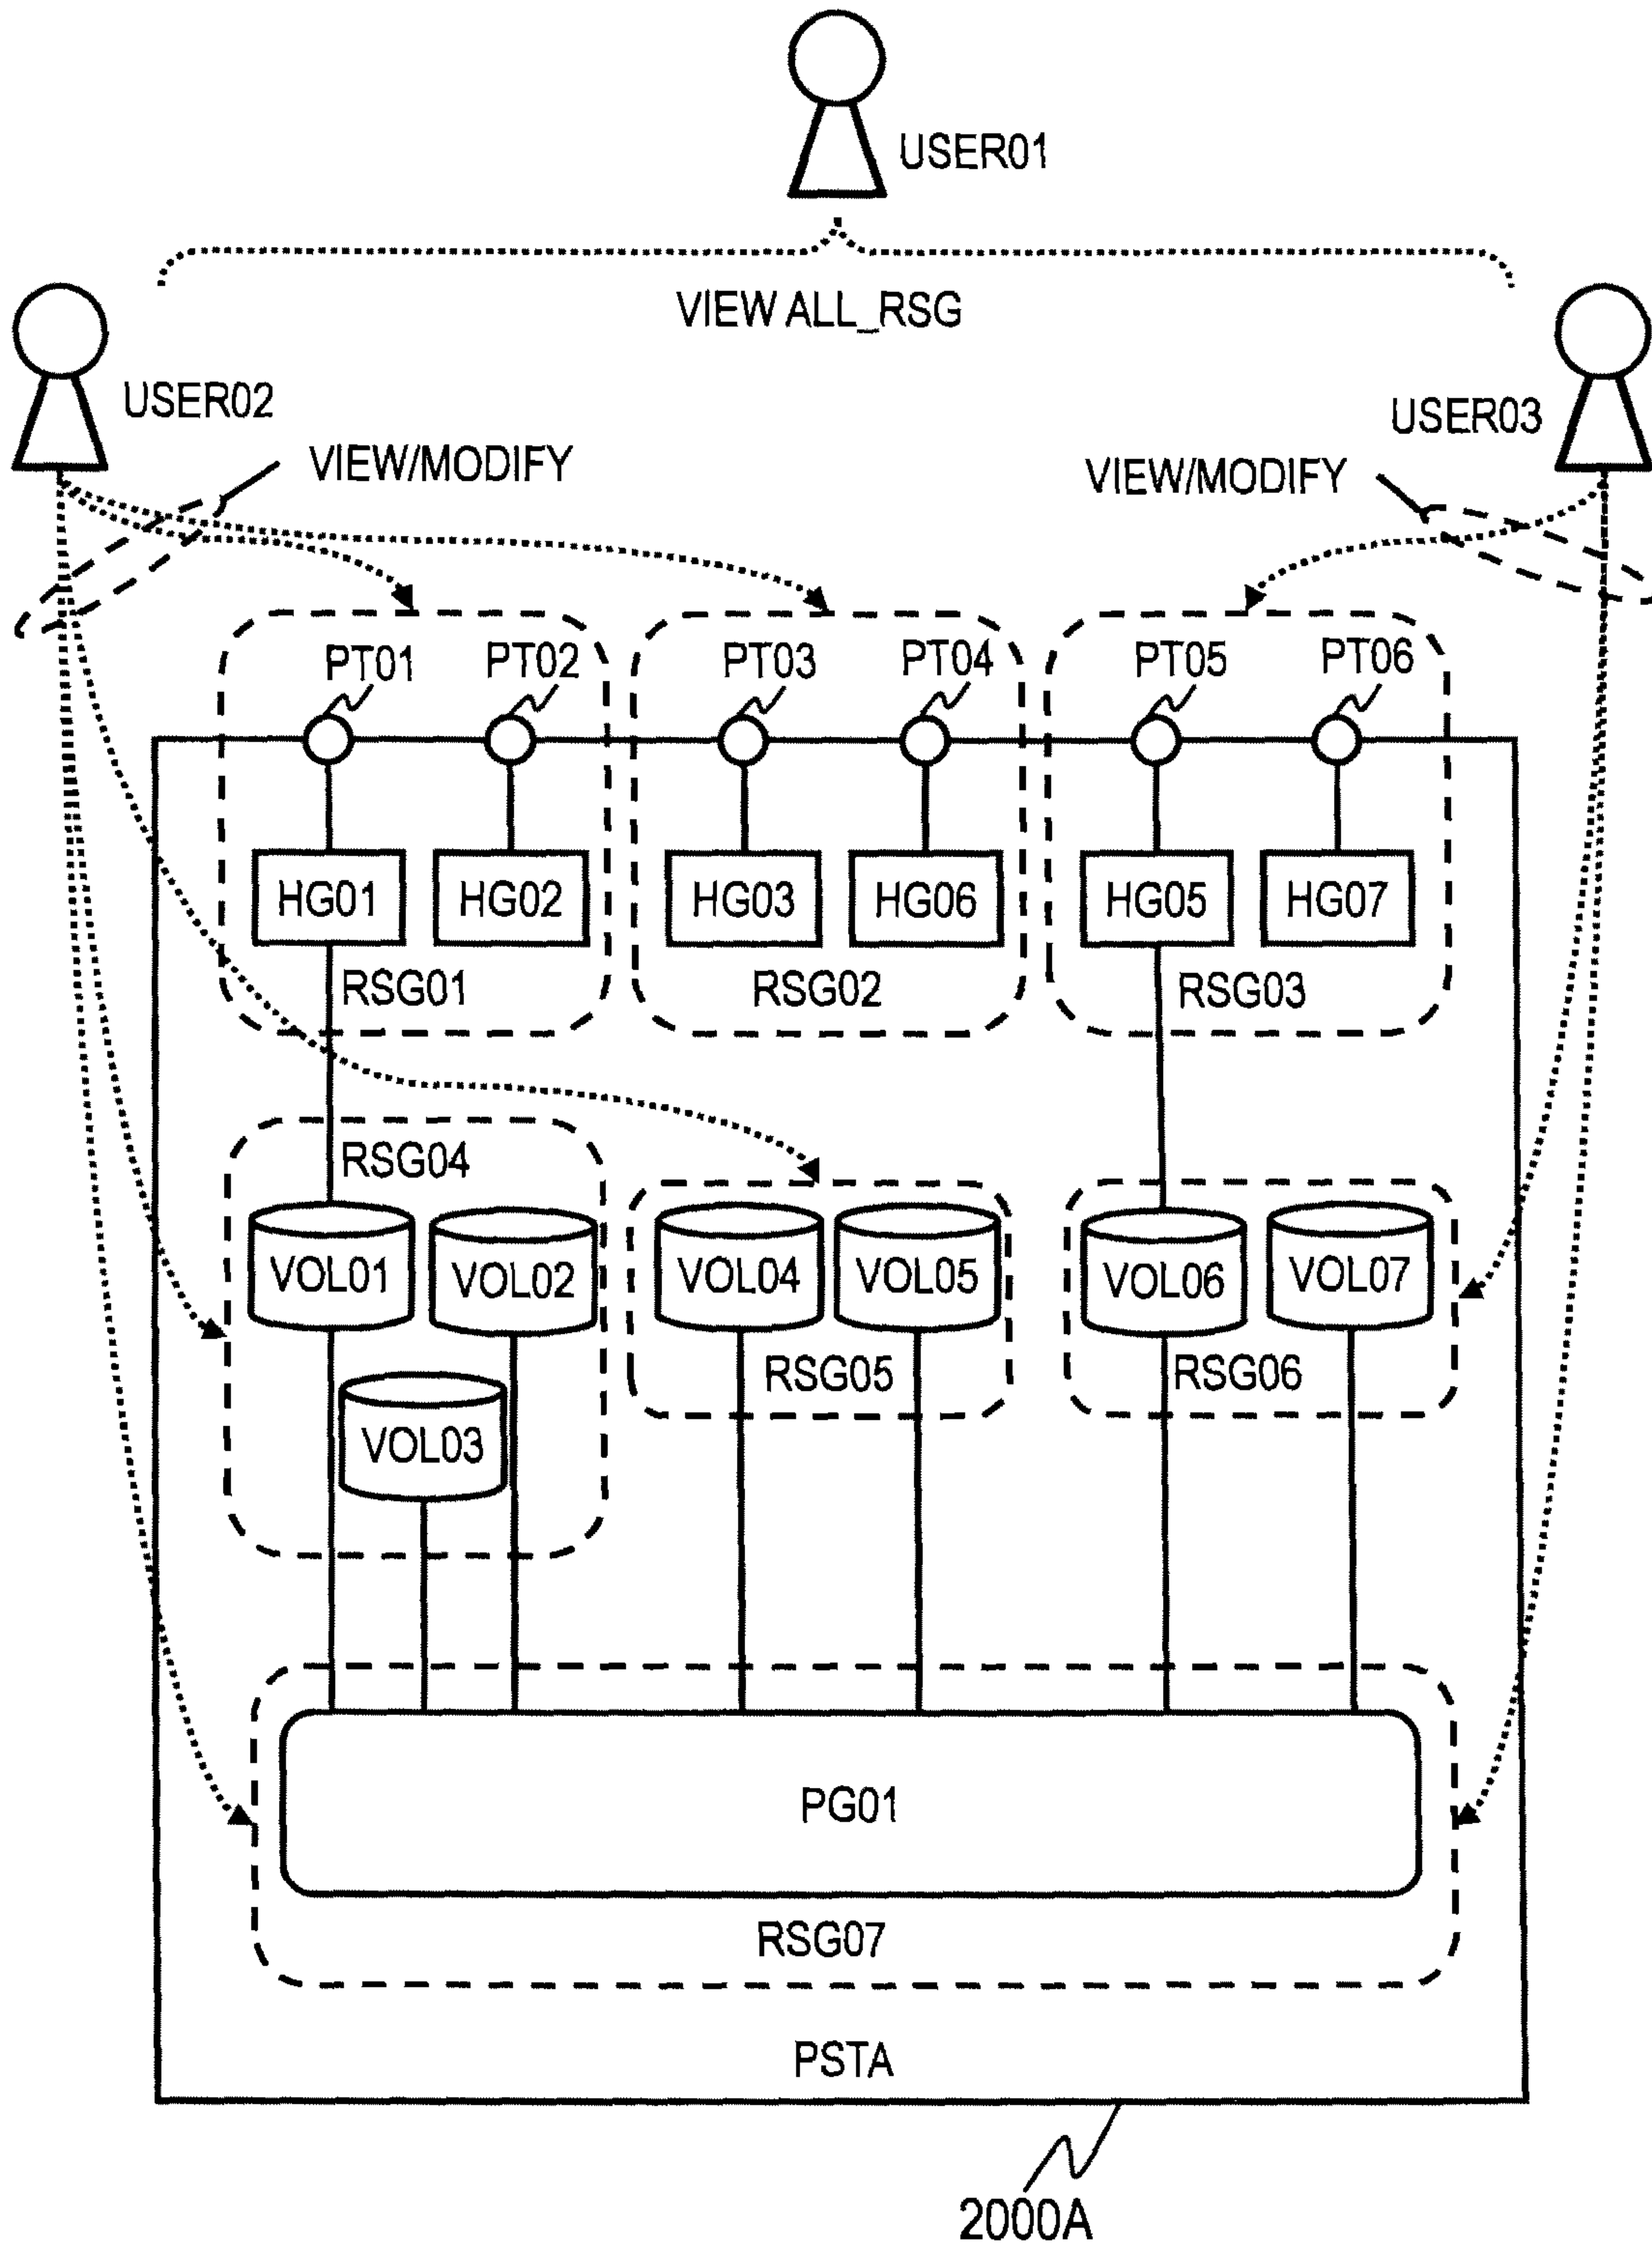 USER01
VIEW ALL_RSG
USER02
USER03
VIEW/MODIFY
VIEW/MODIFY
PT01
PT02
PT03
PT04
PT05
PT06
HG01
HG02
HG03
HG06
HG05
HG07
RSG01
RSG02
RSG03
RSG04
VOL01
VOL02
VOL04
VOL05
VOL06
VOL07
RSG05
RSG06
VOL03
PG01
RSG07
PSTA
2000A